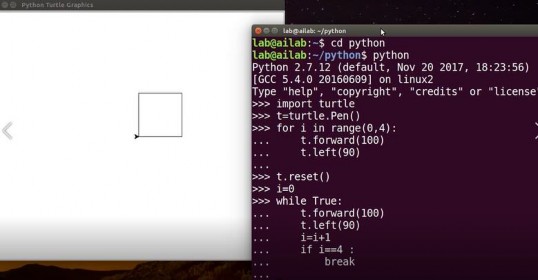 Python Turtle Graphics
lab@ailab: ~/python
lab@ailab:~$ cd python
lab@ailab:~/python$ python
Python 2.7.12 (default, Nov 20 2017, 18:23:56)
[GCC 5.4.0 20160609] on linux2
Type "help", "copyright", "credits" or "license
>>> import turtle
>>> t=turtle.Pen()
>>> for i in range(0,4):
...     t.forward(100)
...     t.left(90)
...
>>> t.reset()
>>> i=0
>>> while True:
...     t.forward(100)
...     t.left(90)
...     i=i+1
...     if i==4 :
...         break
...